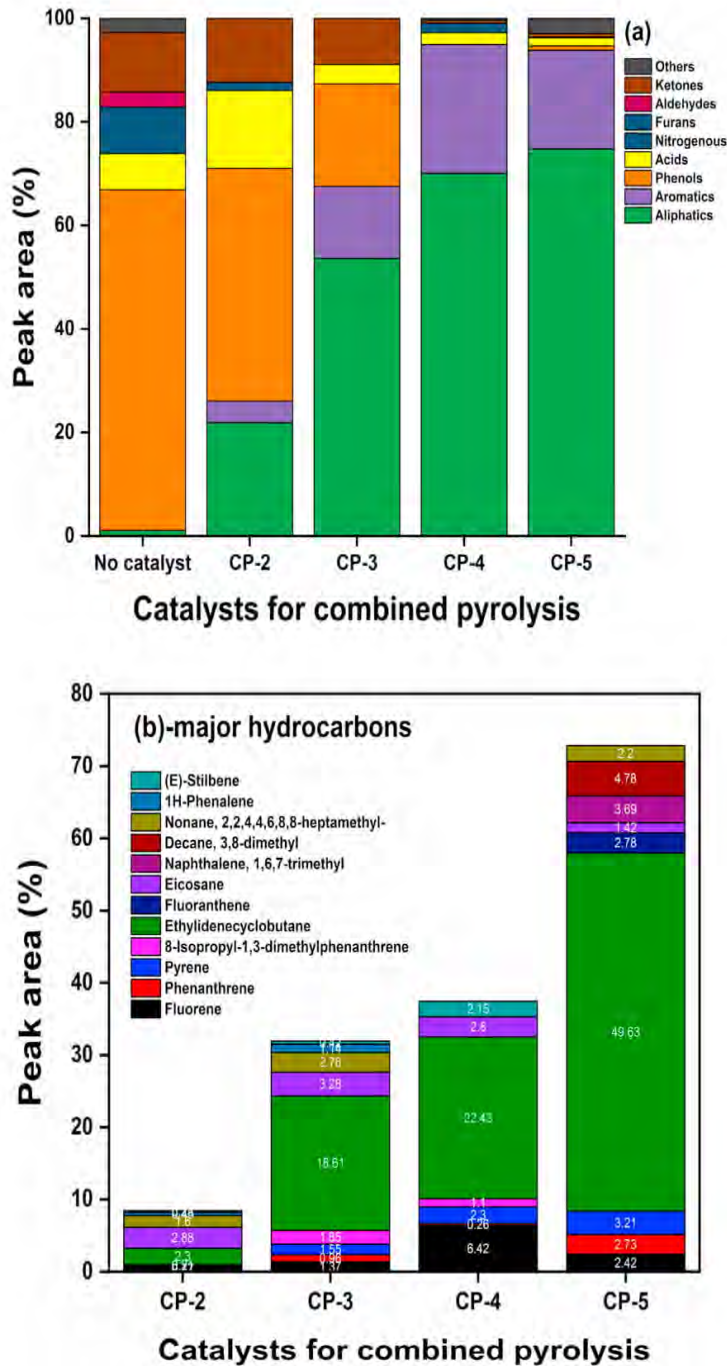 (a)
Others
Ketones
Aldehydes
Furans
Nitrogenous
Acids
Phenols
Aromatics
Aliphatics
100
80
60
40
20
0
Peak area (%)
No catalyst CP-2 CP-3 CP-4 CP-5
Catalysts for combined pyrolysis
(b)-major hydrocarbons
(E)-Stilbene
1H-Phenalene
Nonane, 2,2,4,4,6,8,8-heptamethyl-
Decane, 3,8-dimethyl
Naphthalene, 1,6,7-trimethyl
Eicosane
Fluoranthene
Ethylidenecyclobutane
8-Isopropyl-1,3-dimethylphenanthrene
Pyrene
Phenanthrene
Fluorene
80
70
60
50
40
30
20
10
0
Peak area (%)
1.6
2.88
2.3
2.78
3.28
18.61
1.85
1.55
0.96
1.37
2.15
2.8
22.43
1.1
2.3
0.26
6.42
2.2
4.78
3.69
1.42
2.78
49.63
3.21
2.73
2.42
CP-2 CP-3 CP-4 CP-5
Catalysts for combined pyrolysis